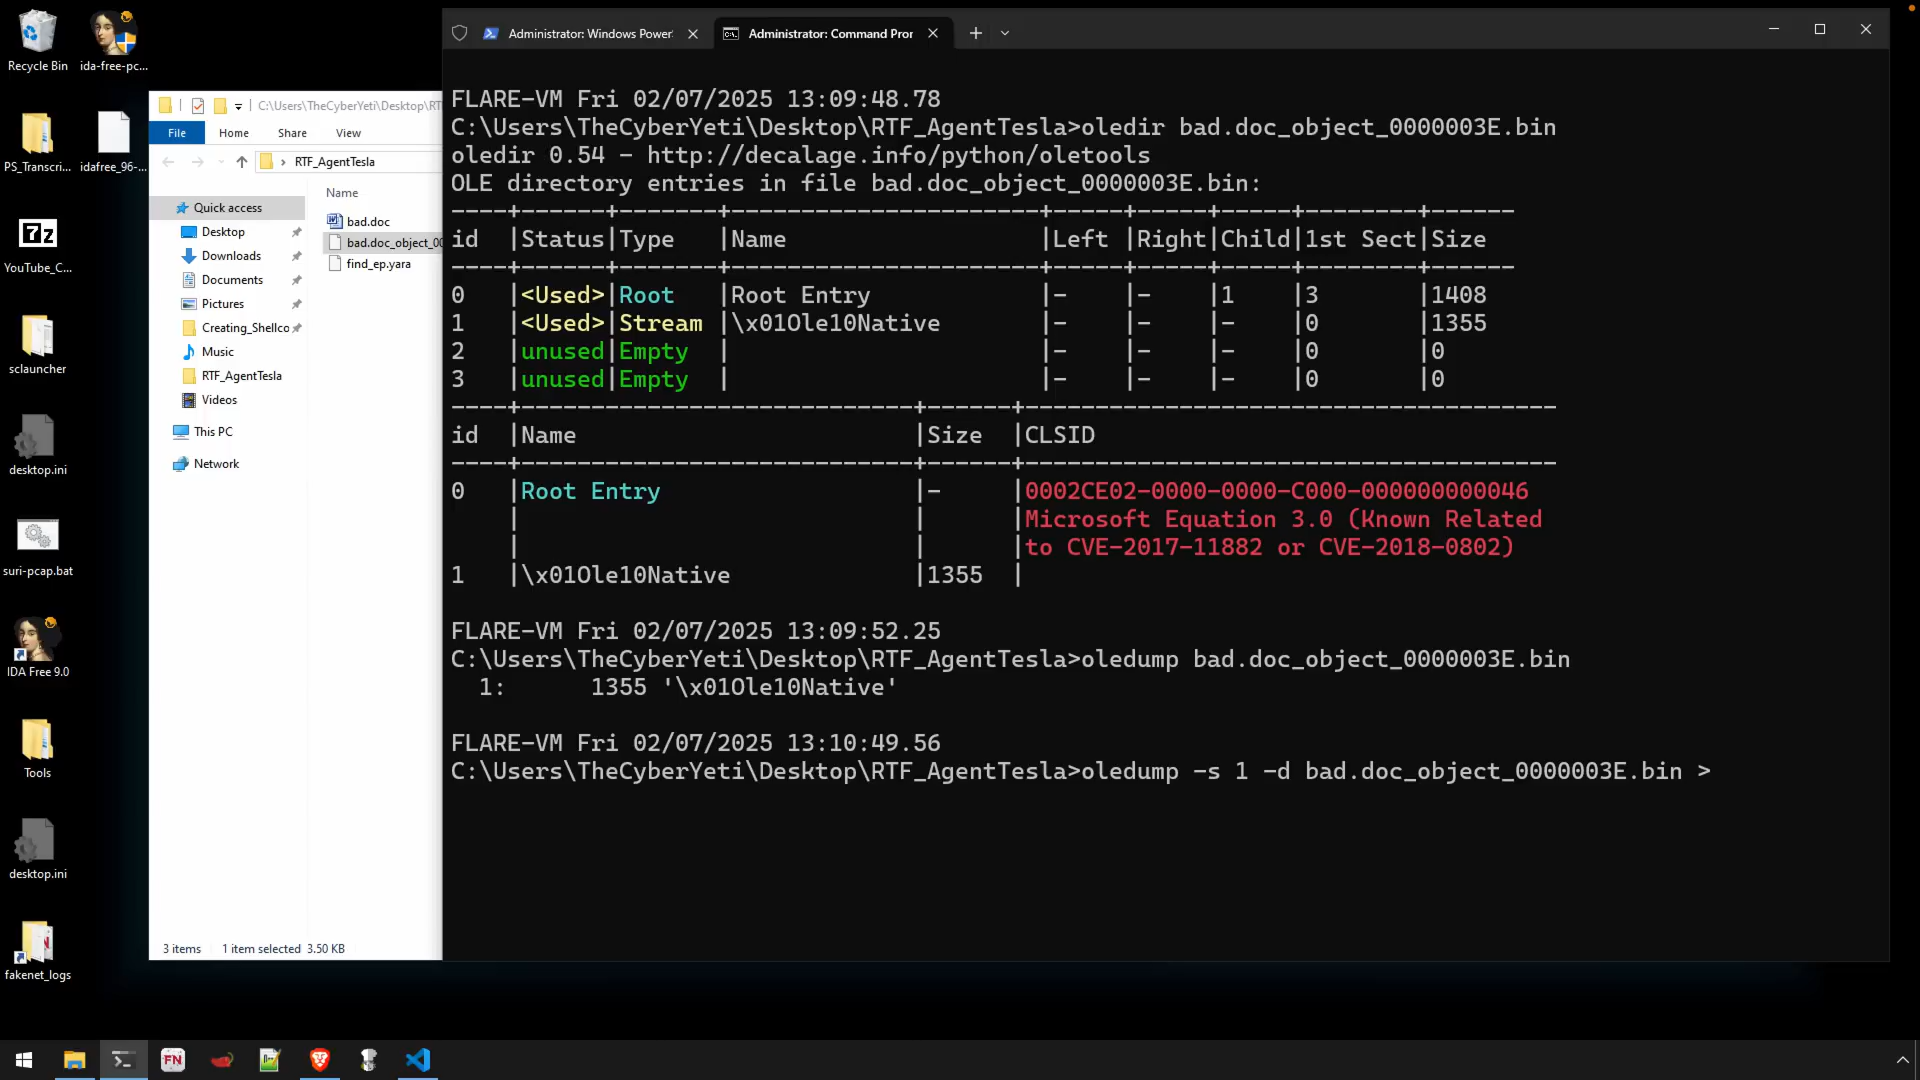 Recycle Bin
ida-free-pc...
PS_Transcri...
idafree_96-...
YouTube_C...
sclauncher
desktop.ini
suri-pcap.bat
IDA Free 9.0
Tools
desktop.ini
fakenet_logs
C:\Users\TheCyberYeti\Desktop\RT
File Home Share View
RTF_AgentTesla
Name
Quick access
Desktop
Downloads
Documents
Pictures
Creating_Shellco
Music
RTF_AgentTesla
Videos
This PC
Network
bad.doc
bad.doc_object_00
find_ep.yara
3 items 1 item selected 3.50 KB
Administrator: Windows Power
Administrator: Command Pror
FLARE-VM Fri 02/07/2025 13:09:48.78
C:\Users\TheCyberYeti\Desktop\RTF_AgentTesla>oledir bad.doc_object_0000003E.bin
oledir 0.54 - http://decalage.info/python/oletools
OLE directory entries in file bad.doc_object_0000003E.bin:
----+------+-------+----------------------+-----+-----+-----+--------+------
id |Status|Type |Name |Left |Right|Child|1st Sect|Size
----+------+-------+----------------------+-----+-----+-----+--------+------
0 |<Used>|Root |Root Entry |- |- |1 |3 |1408
1 |<Used>|Stream |\x01Ole10Native |- |- |- |0 |1355
2 |unused|Empty | |- |- |- |0 |0
3 |unused|Empty | |- |- |- |0 |0
----+----------------------------+------+--------------------------------------
id |Name |Size |CLSID
----+----------------------------+------+--------------------------------------
0 |Root Entry |- |0002CE02-0000-0000-C000-000000000046
| | |Microsoft Equation 3.0 (Known Related
| | |to CVE-2017-11882 or CVE-2018-0802)
1 |\x01Ole10Native |1355 |
FLARE-VM Fri 02/07/2025 13:09:52.25
C:\Users\TheCyberYeti\Desktop\RTF_AgentTesla>oledump bad.doc_object_0000003E.bin
1: 1355 '\x01Ole10Native'
FLARE-VM Fri 02/07/2025 13:10:49.56
C:\Users\TheCyberYeti\Desktop\RTF_AgentTesla>oledump -s 1 -d bad.doc_object_0000003E.bin >
FN